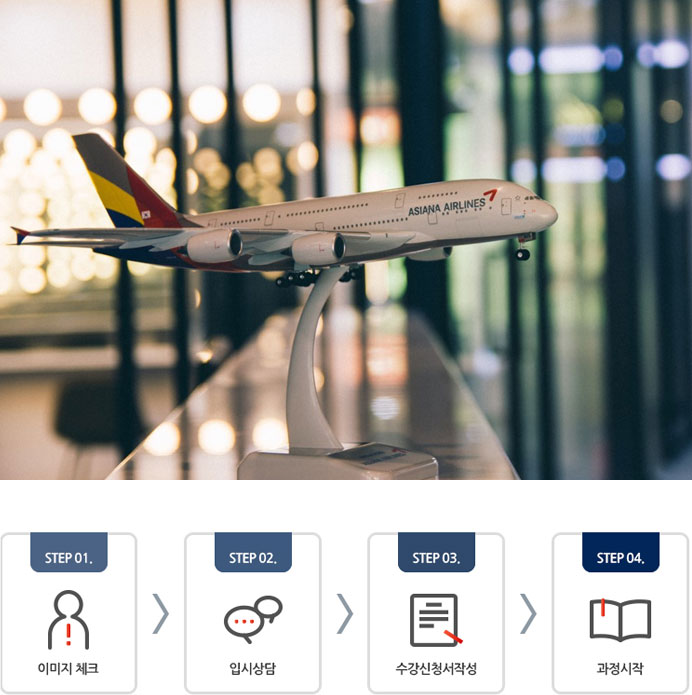 ASIANA AIRLINES
STEP 01.
이미지 체크
STEP 02.
입시상담
STEP 03.
수강신청서작성
STEP 04.
과정시작